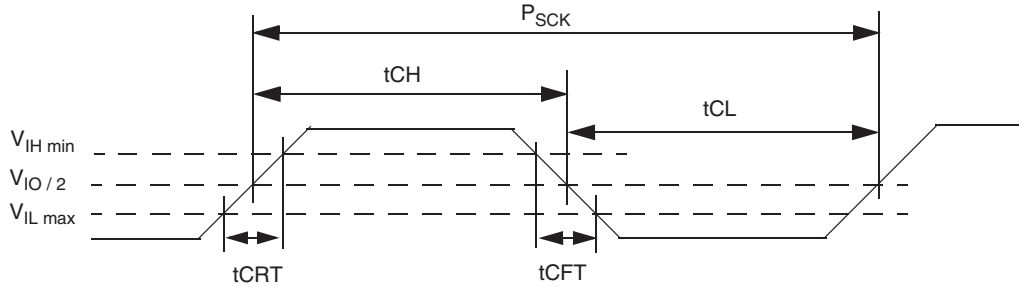 PSCK
tCH
tCL
VIH min
VIO / 2
VIL max
tCRT
tCFT